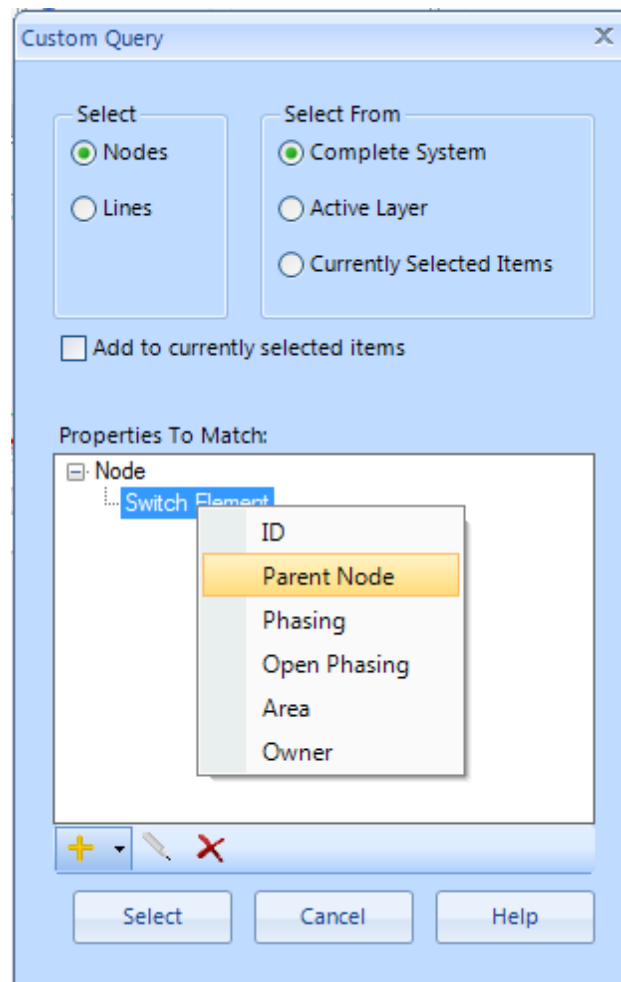 Custom Query
Select
Nodes
Lines
Select From
Complete System
Active Layer
Currently Selected Items
Add to currently selected items
Properties To Match:
Node
Switch Element
ID
Parent Node
Phasing
Open Phasing
Area
Owner
Select
Cancel
Help